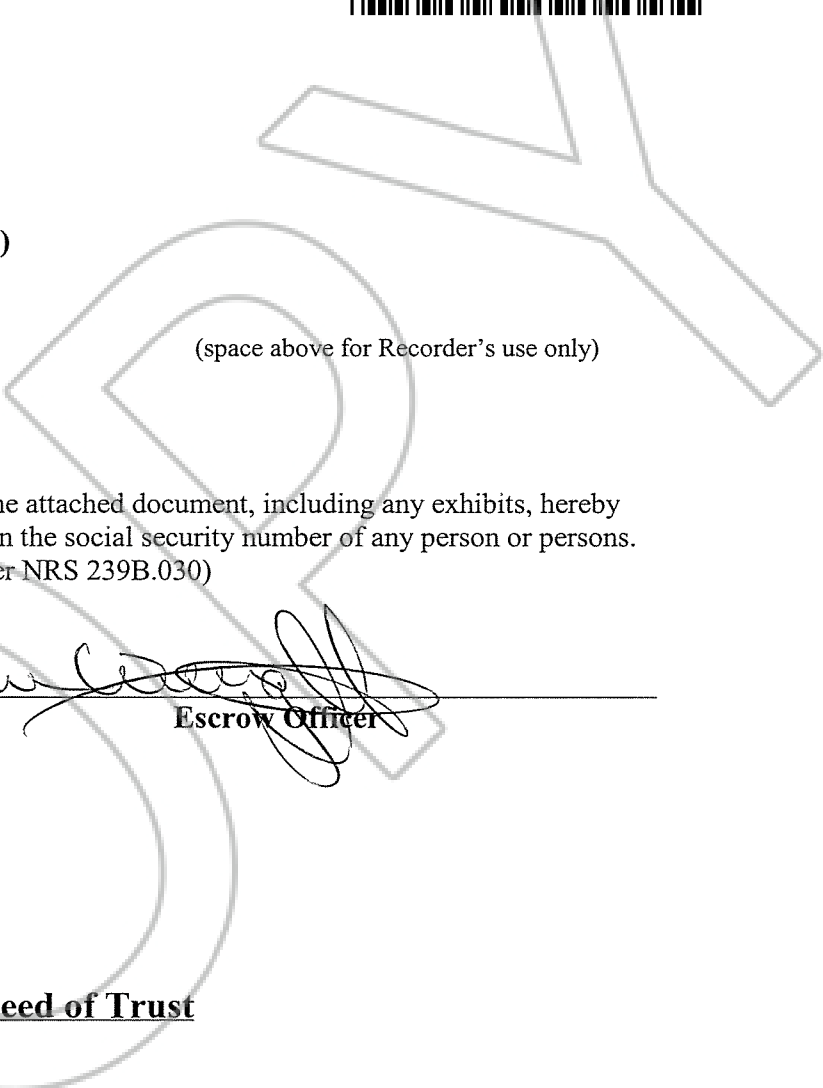 )
(space above for Recorder's use only)
he attached document, including any exhibits, hereby
n the social security number of any person or persons.
er NRS 239B.030)
Escrow Officer
eed of Trust